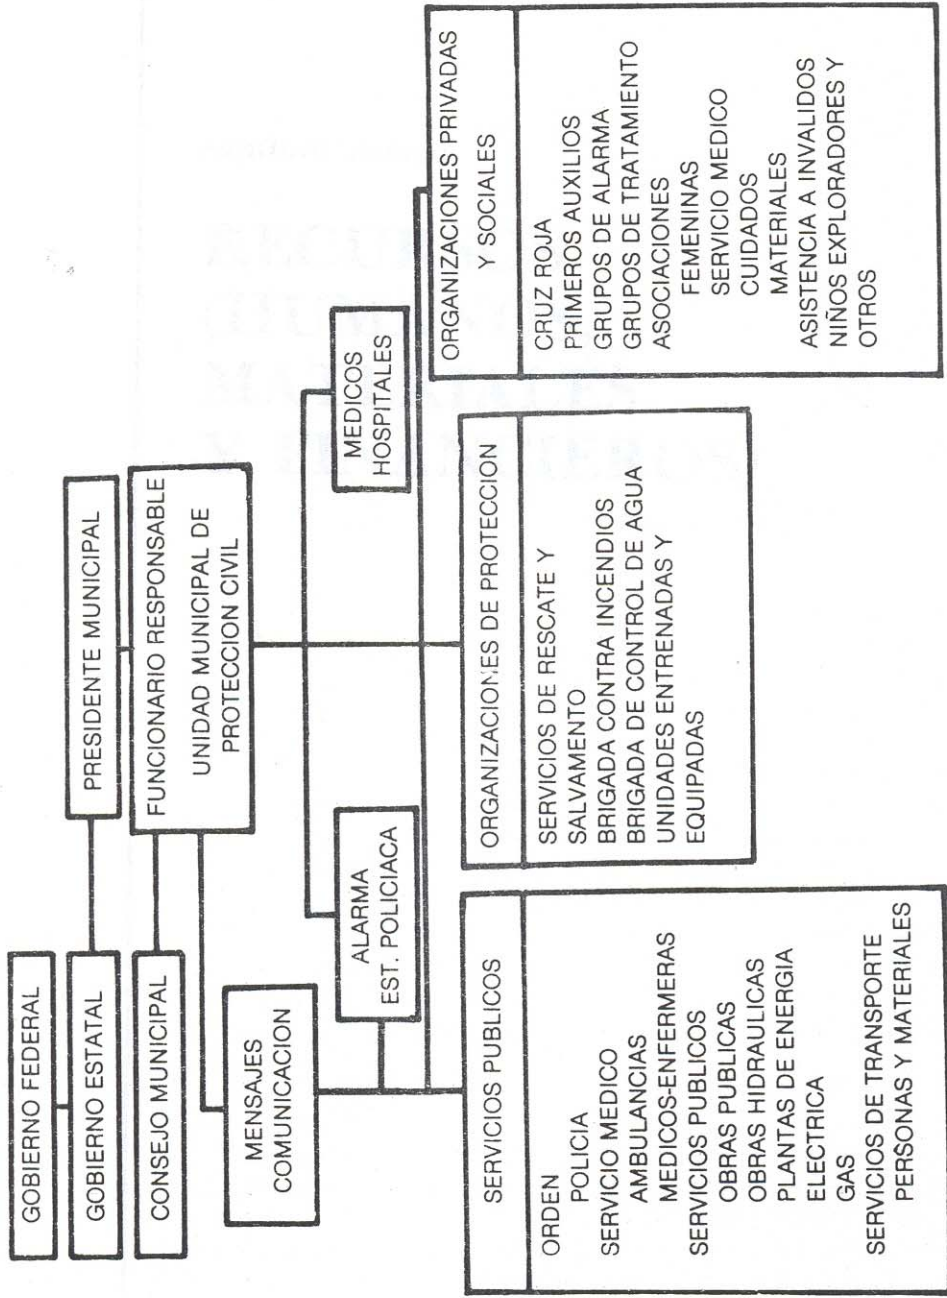 GOBIERNO FEDERAL
GOBIERNO ESTATAL
PRESIDENTE MUNICIPAL
CONSEJO MUNICIPAL
FUNCIONARIO RESPONSABLE
UNIDAD MUNICIPAL DE
PROTECCION CIVIL
MENSAJES
COMUNICACION
ALARMA
EST. POLICIACA
MEDICOS
HOSPITALES
SERVICIOS PUBLICOS
ORDEN
POLICIA
SERVICIO MEDICO
AMBULANCIAS
MEDICOS-ENFERMERAS
SERVICIOS PUBLICOS
OBRAS PUBLICAS
OBRAS HIDRAULICAS
PLANTAS DE ENERGIA
ELECTRICA
GAS
SERVICIOS DE TRANSPORTE
PERSONAS Y MATERIALES
ORGANIZACIONES DE PROTECCION
SERVICIOS DE RESCATE Y
SALVAMENTO
BRIGADA CONTRA INCENDIOS
BRIGADA DE CONTROL DE AGUA
UNIDADES ENTRENADAS Y
EQUIPADAS
ORGANIZACIONES PRIVADAS
Y SOCIALES
CRUZ ROJA
PRIMEROS AUXILIOS
GRUPOS DE ALARMA
GRUPOS DE TRATAMIENTO
ASOCIACIONES
FEMENINAS
SERVICIO MEDICO
CUIDADOS
MATERIALES
ASISTENCIA A INVALIDOS
NIÑOS EXPLORADORES Y
OTROS